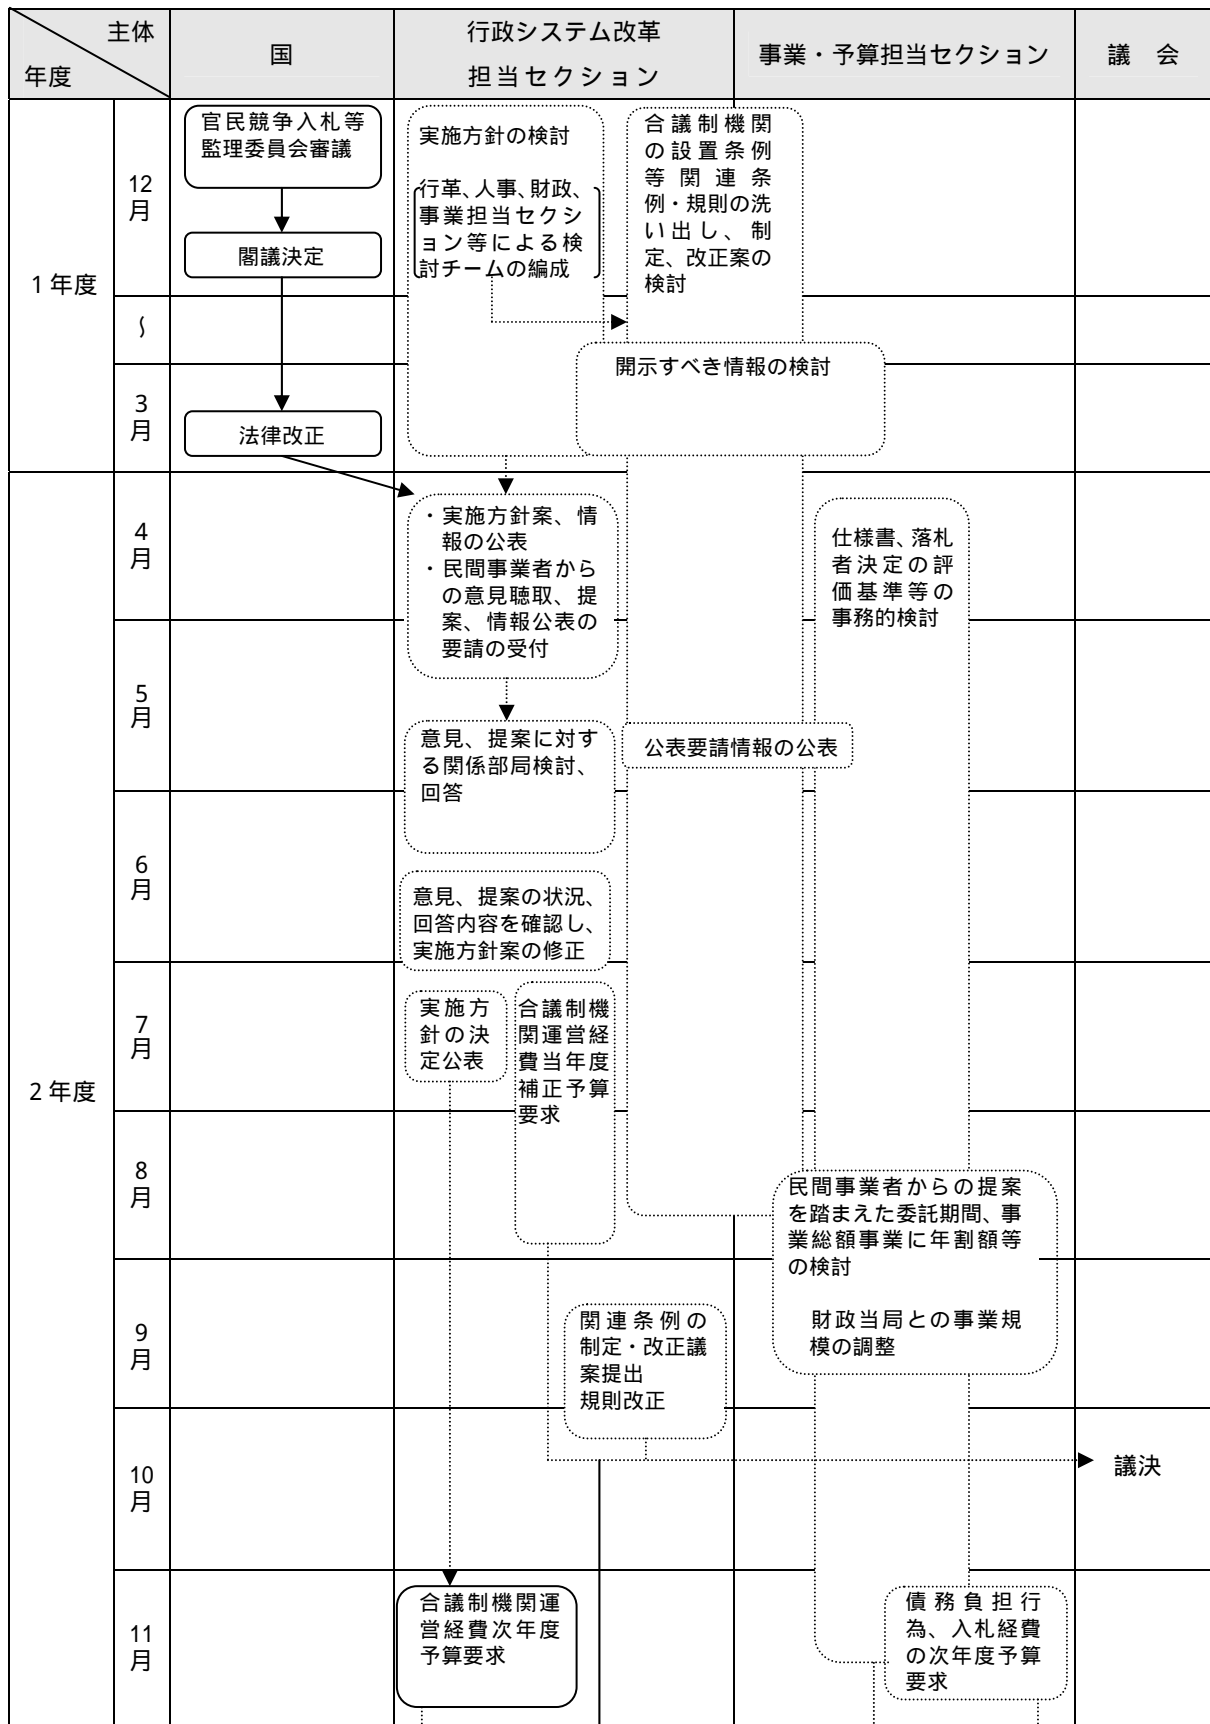 主体
年度
国
行政システム改革
担当セクション
事業・予算担当セクション
議 会
1年度
12
月
~
3
月
官民競争入札等
監理委員会審議
閣議決定
法律改正
実施方針の検討
行革、人事、財政、
事業担当セクシ
ョン等による検
討チームの編成
合議制機関
の設置条例
等関連条
例・規則の洗
い出し、制
定、改正案の
検討
開示すべき情報の検討
2年度
4
月
・実施方針案、情
報の公表
・民間事業者から
の意見聴取、提
案、情報公表の
要請の受付
仕様書、落札
者決定の評
価基準等の
事務的検討
5
月
意見、提案に対す
る関係部局検討、
回答
公表要請情報の公表
6
月
意見、提案の状況、
回答内容を確認し、
実施方針案の修正
7
月
実施方
針の決
定公表
合議制機
関運営経
費当年度
補正予算
要求
8
月
民間事業者からの提案
を踏まえた委託期間、事
業総額事業に年割額等
の検討
財政当局との事業規
模の調整
9
月
関連条例の
制定・改正議
案提出
規則改正
10
月
議決
11
月
合議制機関運
営経費次年度
予算要求
債務負担行
為、入札経費
の次年度予算
要求